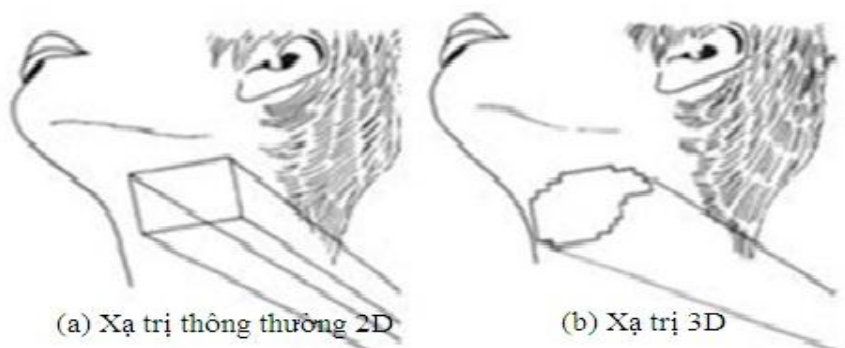 (a) Xạ trị thông thường 2D
(b) Xạ trị 3D